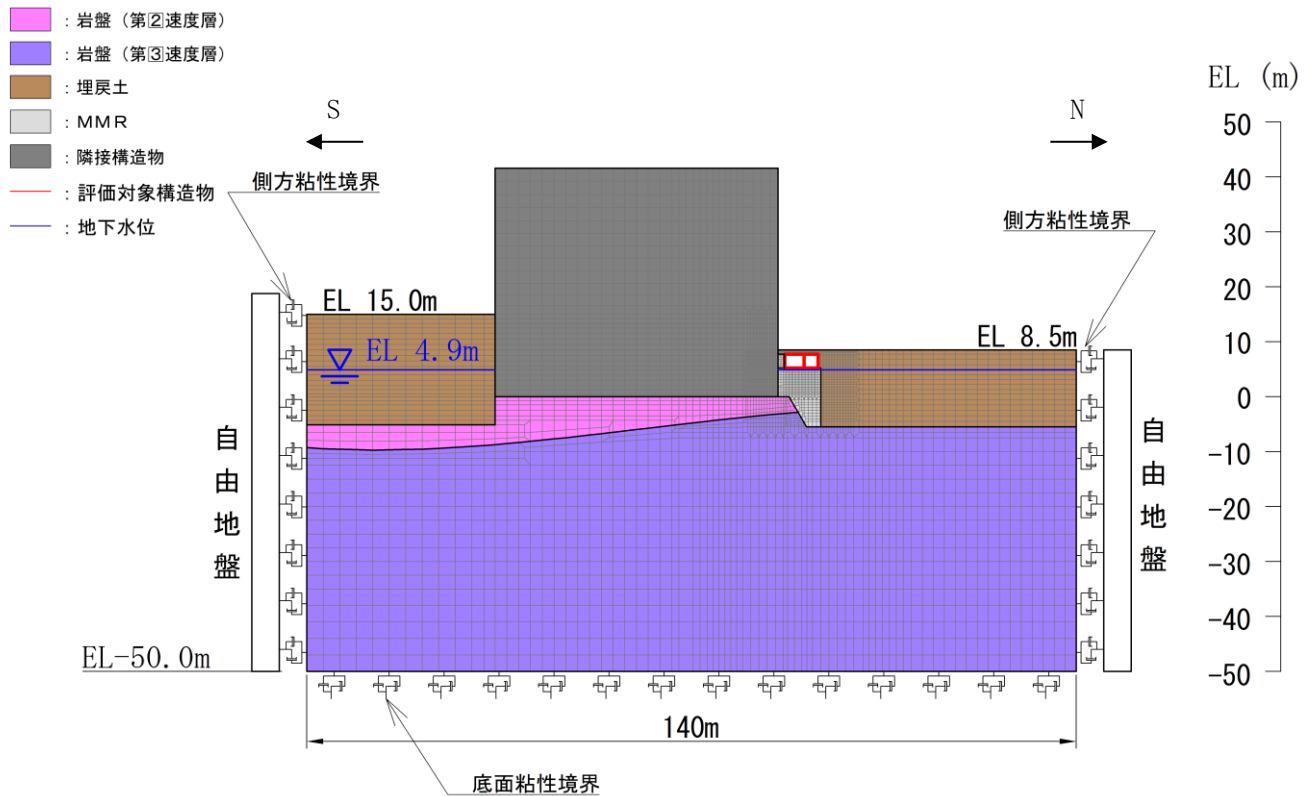 ：岩盤（第②速度層）
：岩盤（第③速度層）
：埋戻土
：ＭＭＲ
：隣接構造物
：評価対象構造物
：地下水位
S
N
EL (m)
側方粘性境界
側方粘性境界
EL 15.0m
EL 4.9m
EL 8.5m
自由地盤
自由地盤
EL-50.0m
140m
底面粘性境界
50
40
30
20
10
0
-10
-20
-30
-40
-50